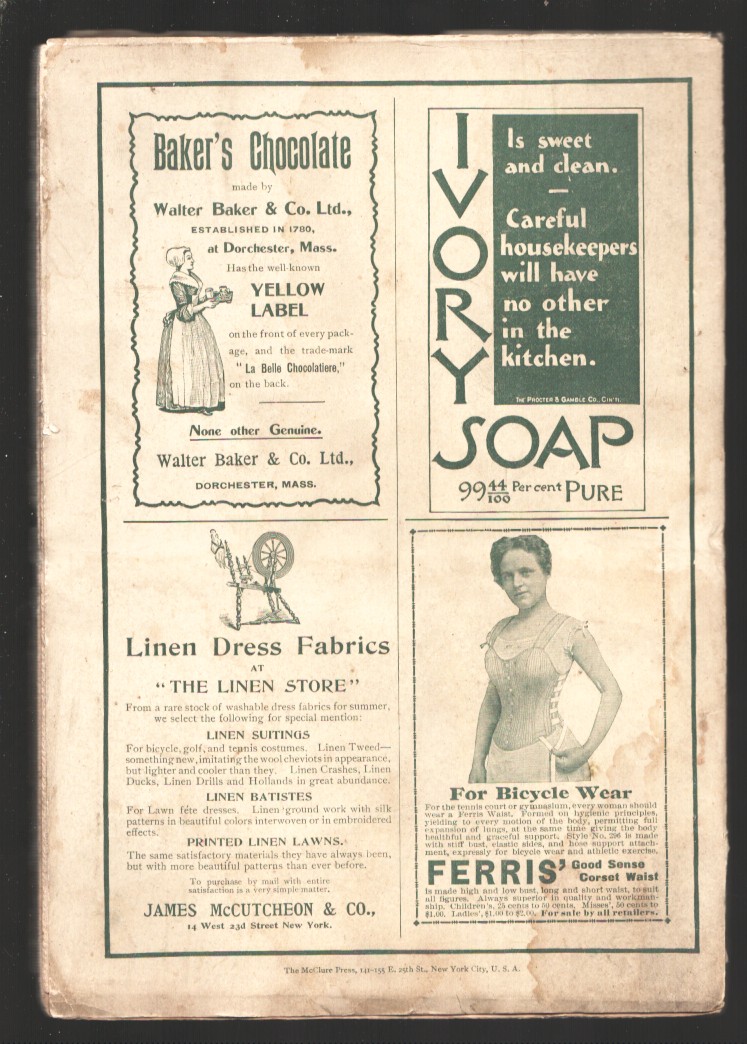 Baker's Chocolate
made by
Walter Baker & Co. Ltd.,
ESTABLISHED IN 1780,
at Dorchester, Mass.
Has the well-known
YELLOW
LABEL
on the front of every pack-
age, and the trade-mark
"La Belle Chocolatiere,"
on the back.
None other Genuine.
Walter Baker & Co. Ltd.,
DORCHESTER, MASS.
IVORY
Is sweet
and clean.
—
Careful
housekeepers
will have
no other
in the
kitchen.
THE PROCTER & GAMBLE CO., CIN'TI.
SOAP
99 44/100 Per cent PURE
Linen Dress Fabrics
AT
"THE LINEN STORE"
From a rare stock of washable dress fabrics for summer,
we select the following for special mention:
LINEN SUITINGS
For bicycle, golf, and tennis costumes. Linen Tweed—
something new, imitating the wool cheviots in appearance,
but lighter and cooler than they. Linen Crashes, Linen
Ducks, Linen Drills and Hollands in great abundance.
LINEN BATISTES
For Lawn fête dresses. Linen ground work with silk
patterns in beautiful colors interwoven or in embroidered
effects.
PRINTED LINEN LAWNS.
The same satisfactory materials they have always been,
but with more beautiful patterns than ever before.
To purchase by mail with entire
satisfaction is a very simple matter.
JAMES McCUTCHEON & CO.,
14 West 23d Street New York.
For Bicycle Wear
For the tennis court or gymnasium, every woman should
wear a Ferris Waist. Formed on hygienic principles,
yielding to every motion of the body, permitting full
expansion of lungs, at the same time giving the body
healthful and graceful support. Style No. 296 is made
with stiff bust, elastic sides, and hose support attach-
ment, expressly for bicycle wear and athletic exercise.
FERRIS' Good Sense
Corset Waist
is made high and low bust, long and short waist, to suit
all figures. Always superior in quality and workman-
ship. Children's, 25 cents to 50 cents. Misses', 50 cents to
$1.00. Ladies', $1.00 to $2.00. For sale by all retailers.
The McClure Press, 141-155 E. 25th St., New York City, U. S. A.